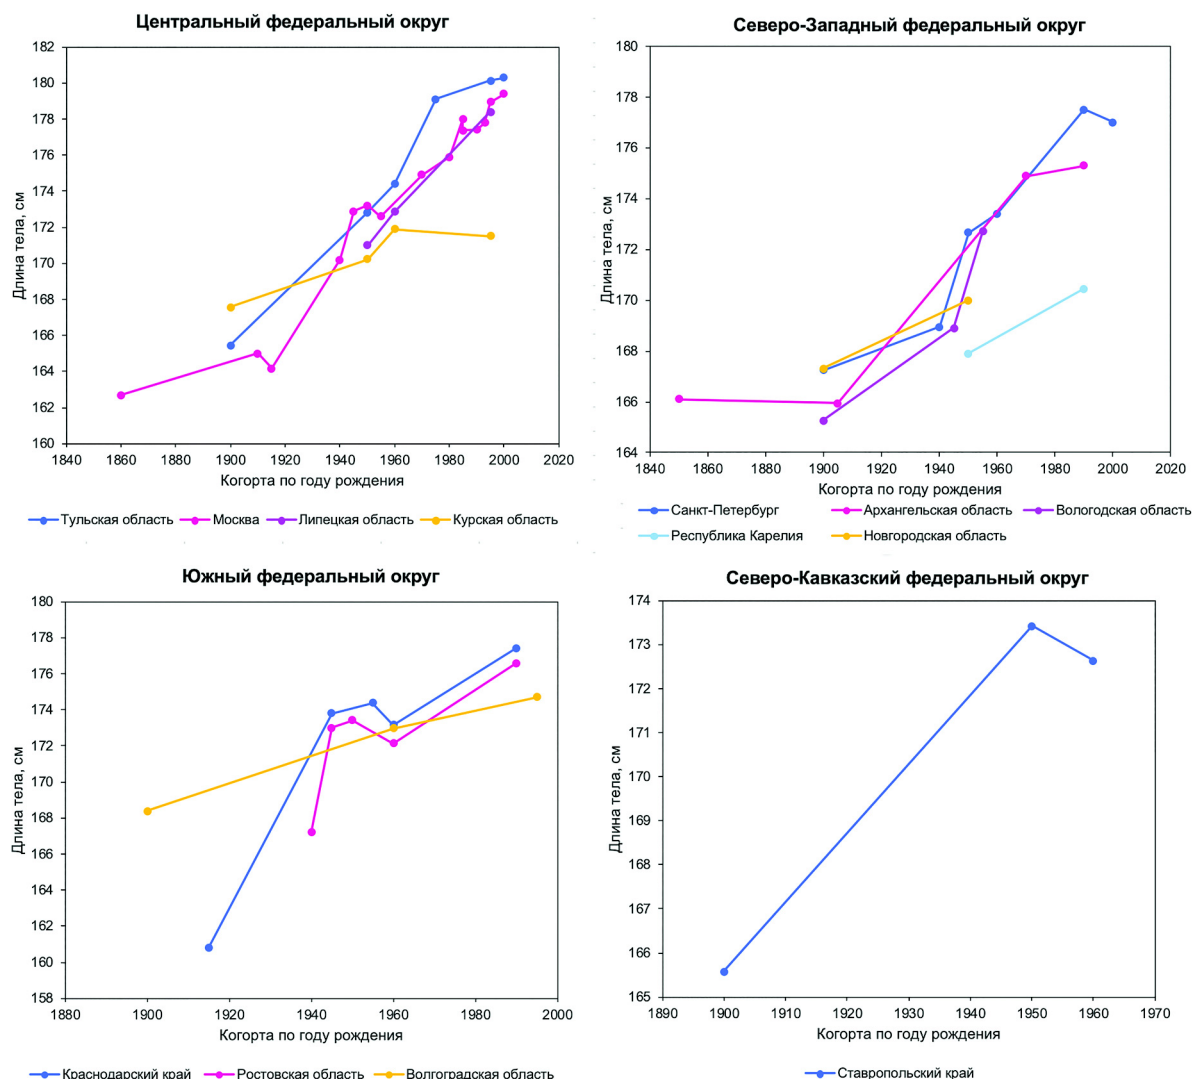 Центральный федеральный округ
182
180
178
176
174
172
170
168
166
164
162
160
Длина тела, см
1840 1860 1880 1900 1920 1940 1960 1980 2000 2020
Когорта по году рождения
Тульская область Москва Липецкая область Курская область
Северо-Западный федеральный округ
180
178
176
174
172
170
168
166
164
Длина тела, см
1840 1860 1880 1900 1920 1940 1960 1980 2000 2020
Когорта по году рождения
Санкт-Петербург Архангельская область Вологодская область
Республика Карелия Новгородская область
Южный федеральный округ
180
178
176
174
172
170
168
166
164
162
160
158
Длина тела, см
1880 1900 1920 1940 1960 1980 2000
Когорта по году рождения
Краснодарский край Ростовская область Волгоградская область
Северо-Кавказский федеральный округ
174
173
172
171
170
169
168
167
166
165
Длина тела, см
1890 1900 1910 1920 1930 1940 1950 1960 1970
Когорта по году рождения
Ставропольский край